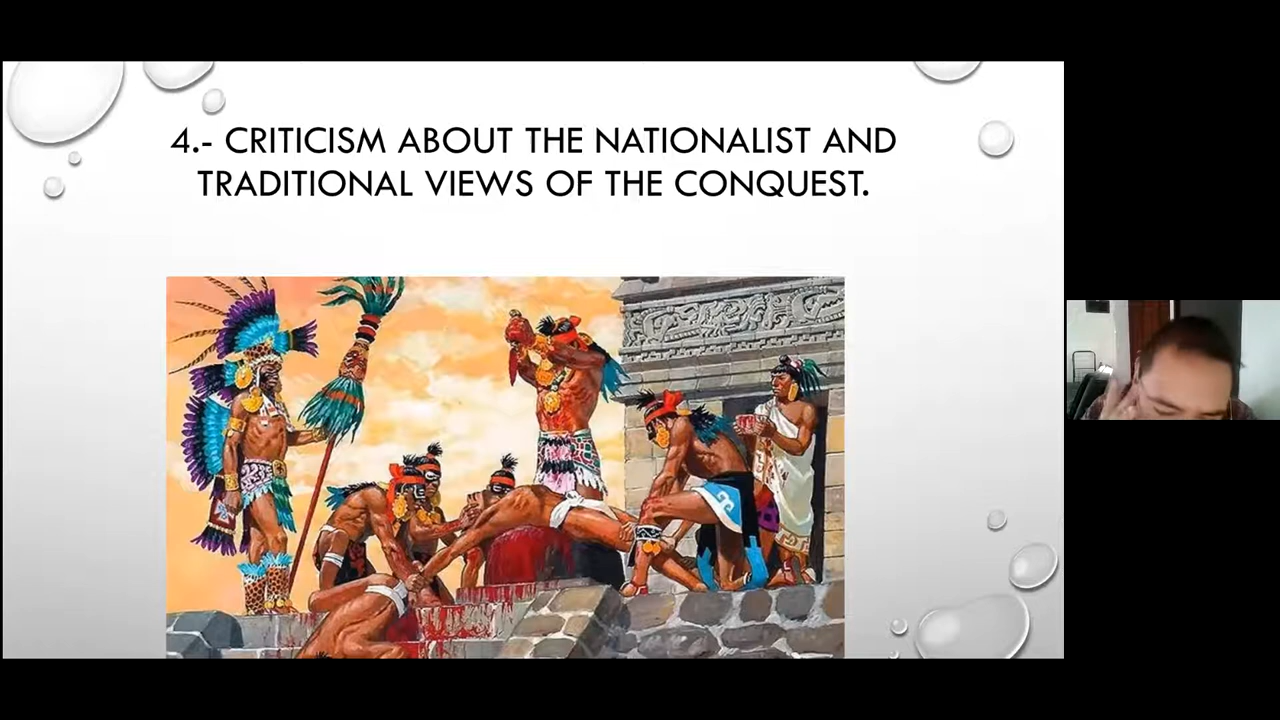 4.- CRITICISM ABOUT THE NATIONALIST AND
TRADITIONAL VIEWS OF THE CONQUEST.